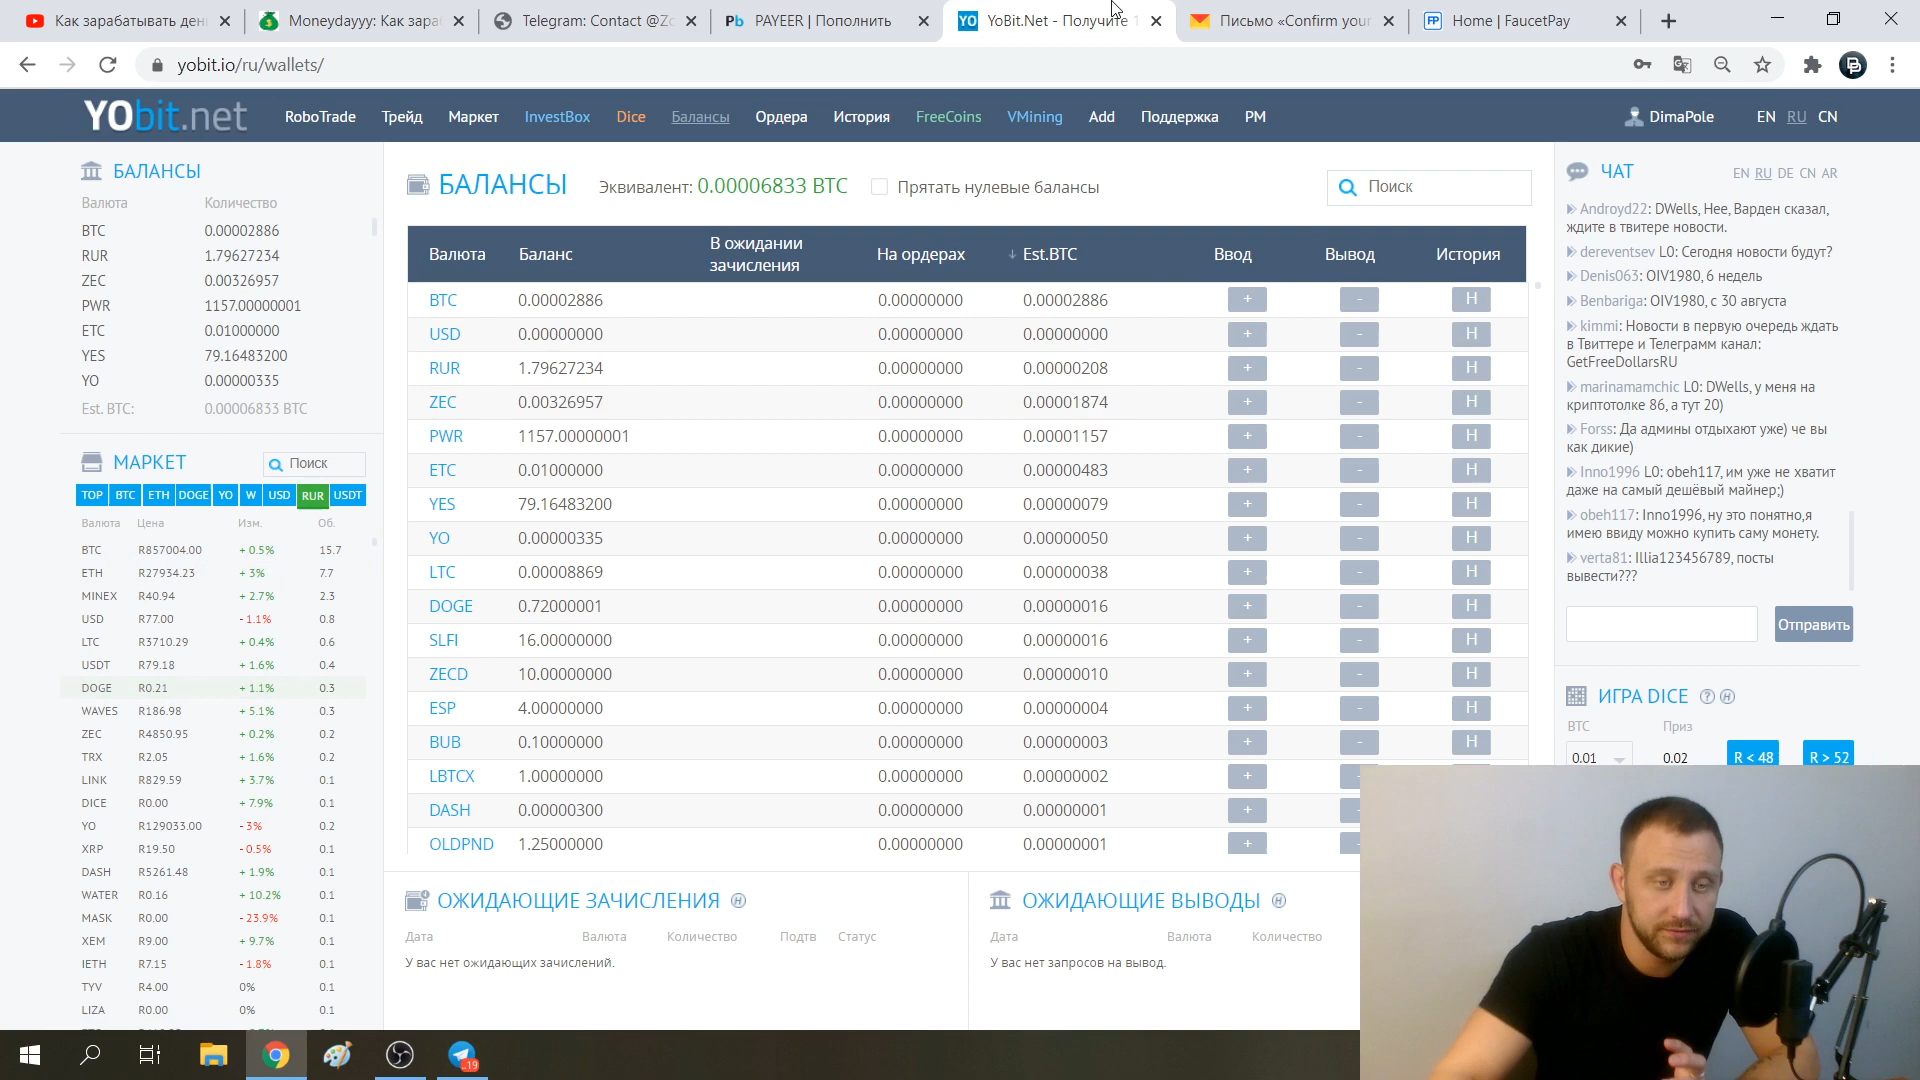 Как зарабатывать ден
Moneydayyy: Как зара
Telegram: Contact @Zo
PAYEER | Пополнить
YoBit.Net - Получите 1
Письмо «Confirm your
Home | FaucetPay
yobit.io/ru/wallets/
YObit.net
RoboTrade Трейд Маркет InvestBox Dice Балансы Ордера История FreeCoins VMining Add Поддержка PM
DimaPole
EN RU CN
БАЛАНСЫ
Валюта Количество
BTC 0.00002886
RUR 1.79627234
ZEC 0.00326957
PWR 1157.00000001
ETC 0.01000000
YES 79.16483200
YO 0.00000335
Est. BTC: 0.00006833 BTC
МАРКЕТ
Поиск
TOP BTC ETH DOGE YO W USD RUR USDT
Валюта Цена Изм. Об.
BTC R857004.00 + 0.5% 15.7
ETH R27934.23 + 3% 7.7
MINEX R40.94 + 2.7% 2.3
USD R77.00 - 1.1% 0.8
LTC R3710.29 + 0.4% 0.6
USDT R79.18 + 1.6% 0.4
DOGE R0.21 + 1.1% 0.3
WAVES R186.98 + 5.1% 0.3
ZEC R4850.95 + 0.2% 0.2
TRX R2.05 + 1.6% 0.2
LINK R829.59 + 3.7% 0.1
DICE R0.00 + 7.9% 0.1
YO R129033.00 - 3% 0.2
XRP R19.50 - 0.5% 0.1
DASH R5261.48 + 1.9% 0.1
WATER R0.16 + 10.2% 0.1
MASK R0.00 - 23.9% 0.1
XEM R9.00 + 9.7% 0.1
IETH R7.15 - 1.8% 0.1
TYV R4.00 0% 0.1
LIZA R0.00 0% 0.1
БАЛАНСЫ
Эквивалент: 0.00006833 BTC
Прятать нулевые балансы
Поиск
Валюта Баланс В ожидании зачисления На ордерах Est.BTC Ввод Вывод История
BTC 0.00002886 0.00000000 0.00002886 + - H
USD 0.00000000 0.00000000 0.00000000 + - H
RUR 1.79627234 0.00000000 0.00000208 + - H
ZEC 0.00326957 0.00000000 0.00001874 + - H
PWR 1157.00000001 0.00000000 0.00001157 + - H
ETC 0.01000000 0.00000000 0.00000483 + - H
YES 79.16483200 0.00000000 0.00000079 + - H
YO 0.00000335 0.00000000 0.00000050 + - H
LTC 0.00008869 0.00000000 0.00000038 + - H
DOGE 0.72000001 0.00000000 0.00000016 + - H
SLFI 16.00000000 0.00000000 0.00000016 + - H
ZECD 10.00000000 0.00000000 0.00000010 + - H
ESP 4.00000000 0.00000000 0.00000004 + - H
BUB 0.10000000 0.00000000 0.00000003 + - H
LBTCX 1.00000000 0.00000000 0.00000002 + -
DASH 0.00000300 0.00000000 0.00000001 + -
OLDPND 1.25000000 0.00000000 0.00000001 + -
ОЖИДАЮЩИЕ ЗАЧИСЛЕНИЯ
Дата Валюта Количество Подтв Статус
У вас нет ожидающих зачислений.
ОЖИДАЮЩИЕ ВЫВОДЫ
Дата Валюта Количество
У вас нет запросов на вывод.
ЧАТ
EN RU DE CN AR
Androyd22: DWells, Нее, Варден сказал,
ждите в твитере новости.
dereventsev L0: Сегодня новости будут?
Denis063: OIV1980, 6 недель
Benbariga: OIV1980, с 30 августа
kimmi: Новости в первую очередь ждать
в Твиттере и Телеграмм канал:
GetFreeDollarsRU
marinamamchic L0: DWells, у меня на
криптотолке 86, а тут 20)
Forss: Да админы отдыхают уже) че вы
как дикие)
Inno1996 L0: obeh117, им уже не хватит
даже на самый дешёвый майнер;)
obeh117: Inno1996, ну это понятно,я
имею ввиду можно купить саму монету.
verta81: Illia123456789, посты
вывести???
Отправить
ИГРА DICE
BTC Приз
0.01 0.02 R < 48 R > 52
19